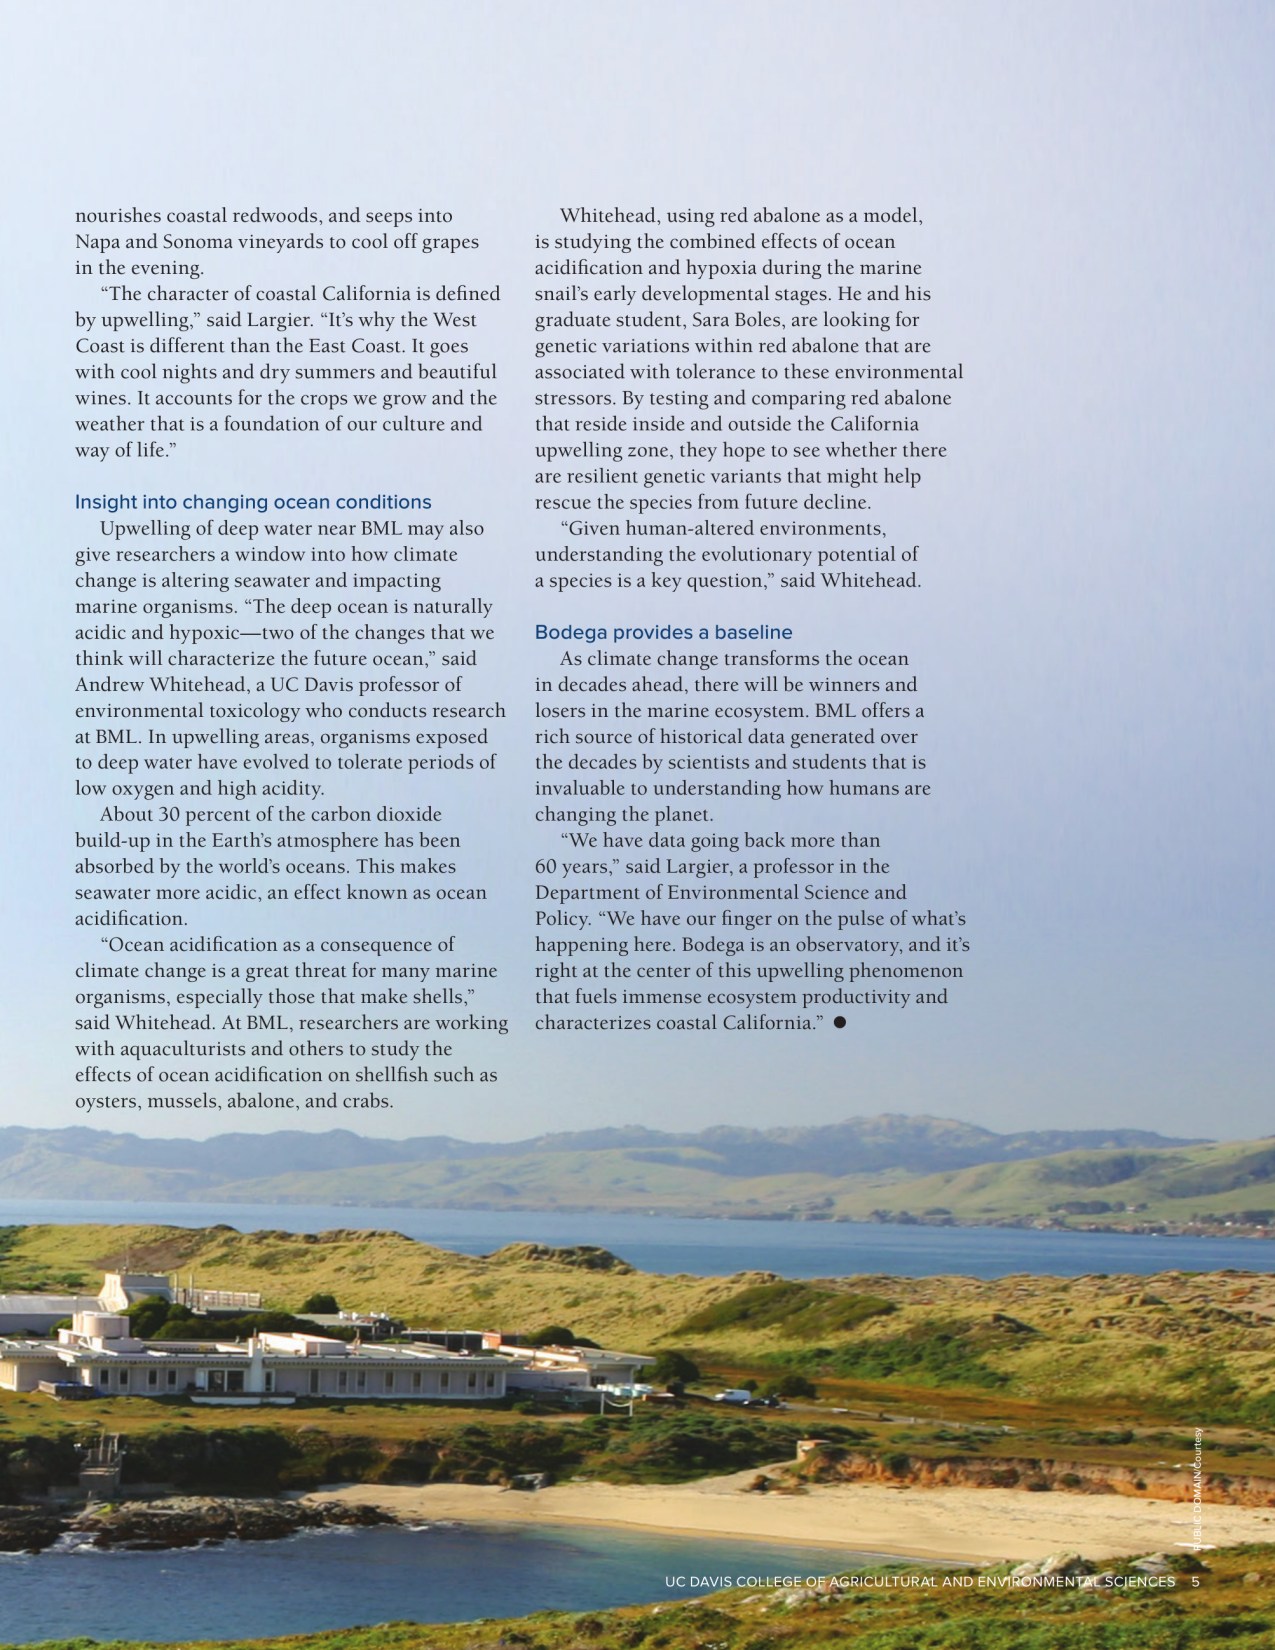 nourishes coastal redwoods, and seeps into
Napa and Sonoma vineyards to cool off grapes
in the evening.
“The character of coastal California is defined
by upwelling,” said Largier. “It’s why the West
Coast is different than the East Coast. It goes
with cool nights and dry summers and beautiful
wines. It accounts for the crops we grow and the
weather that is a foundation of our culture and
way of life.”
Insight into changing ocean conditions
Upwelling of deep water near BML may also
give researchers a window into how climate
change is altering seawater and impacting
marine organisms. “The deep ocean is naturally
acidic and hypoxic—two of the changes that we
think will characterize the future ocean,” said
Andrew Whitehead, a UC Davis professor of
environmental toxicology who conducts research
at BML. In upwelling areas, organisms exposed
to deep water have evolved to tolerate periods of
low oxygen and high acidity.
About 30 percent of the carbon dioxide
build-up in the Earth’s atmosphere has been
absorbed by the world’s oceans. This makes
seawater more acidic, an effect known as ocean
acidification.
“Ocean acidification as a consequence of
climate change is a great threat for many marine
organisms, especially those that make shells,”
said Whitehead. At BML, researchers are working
with aquaculturists and others to study the
effects of ocean acidification on shellfish such as
oysters, mussels, abalone, and crabs.
Whitehead, using red abalone as a model,
is studying the combined effects of ocean
acidification and hypoxia during the marine
snail’s early developmental stages. He and his
graduate student, Sara Boles, are looking for
genetic variations within red abalone that are
associated with tolerance to these environmental
stressors. By testing and comparing red abalone
that reside inside and outside the California
upwelling zone, they hope to see whether there
are resilient genetic variants that might help
rescue the species from future decline.
“Given human-altered environments,
understanding the evolutionary potential of
a species is a key question,” said Whitehead.
Bodega provides a baseline
As climate change transforms the ocean
in decades ahead, there will be winners and
losers in the marine ecosystem. BML offers a
rich source of historical data generated over
the decades by scientists and students that is
invaluable to understanding how humans are
changing the planet.
“We have data going back more than
60 years,” said Largier, a professor in the
Department of Environmental Science and
Policy. “We have our finger on the pulse of what’s
happening here. Bodega is an observatory, and it’s
right at the center of this upwelling phenomenon
that fuels immense ecosystem productivity and
characterizes coastal California.” ●
PUBLIC DOMAIN/Courtesy
UC DAVIS COLLEGE OF AGRICULTURAL AND ENVIRONMENTAL SCIENCES 5